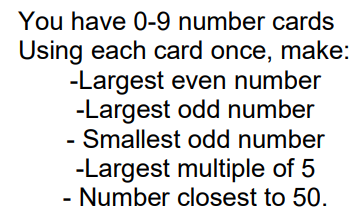 You have 0-9 number cards
Using each card once, make:
-Largest even number
-Largest odd number
- Smallest odd number
-Largest multiple of 5
- Number closest to 50.